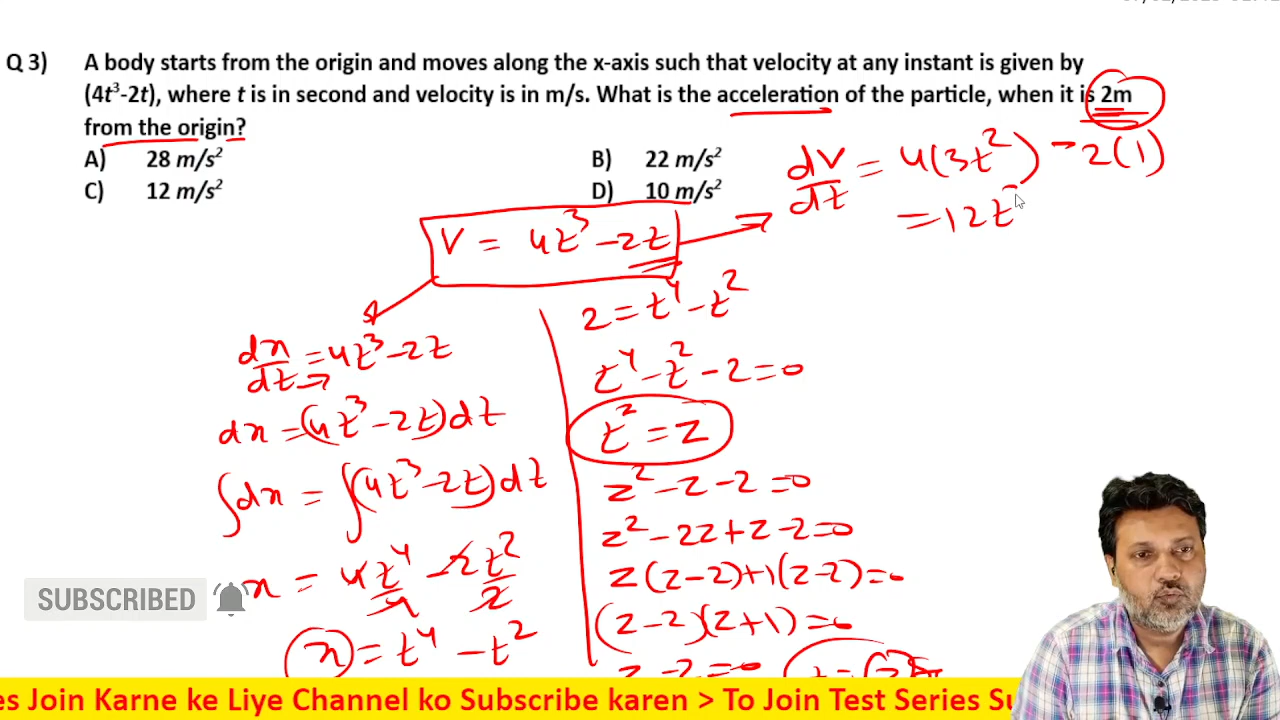 Q 3) A body starts from the origin and moves along the x-axis such that velocity at any instant is given by
(4t³-2t), where t is in second and velocity is in m/s. What is the acceleration of the particle, when it is 2m
from the origin?
A) 28 m/s² B) 22 m/s²
C) 12 m/s² D) 10 m/s²
dv/dt = 4(3t²) - 2(1)
= 12t
V = 4t³ - 2t
dx/dt = 4t³ - 2t
dx = (4t³ - 2t)dt
∫dx = ∫(4t³ - 2t)dt
x = 4t⁴/4 - 2t²/2
x = t⁴ - t²
2 = t⁴ - t²
t⁴ - t² - 2 = 0
t² = z
z² - z - 2 = 0
z² - 2z + z - 2 = 0
z(z-2) + 1(z-2) = 0
(z-2)(z+1) = 0
z - 2 = 0
SUBSCRIBED
es Join Karne ke Liye Channel ko Subscribe karen > To Join Test Series Su